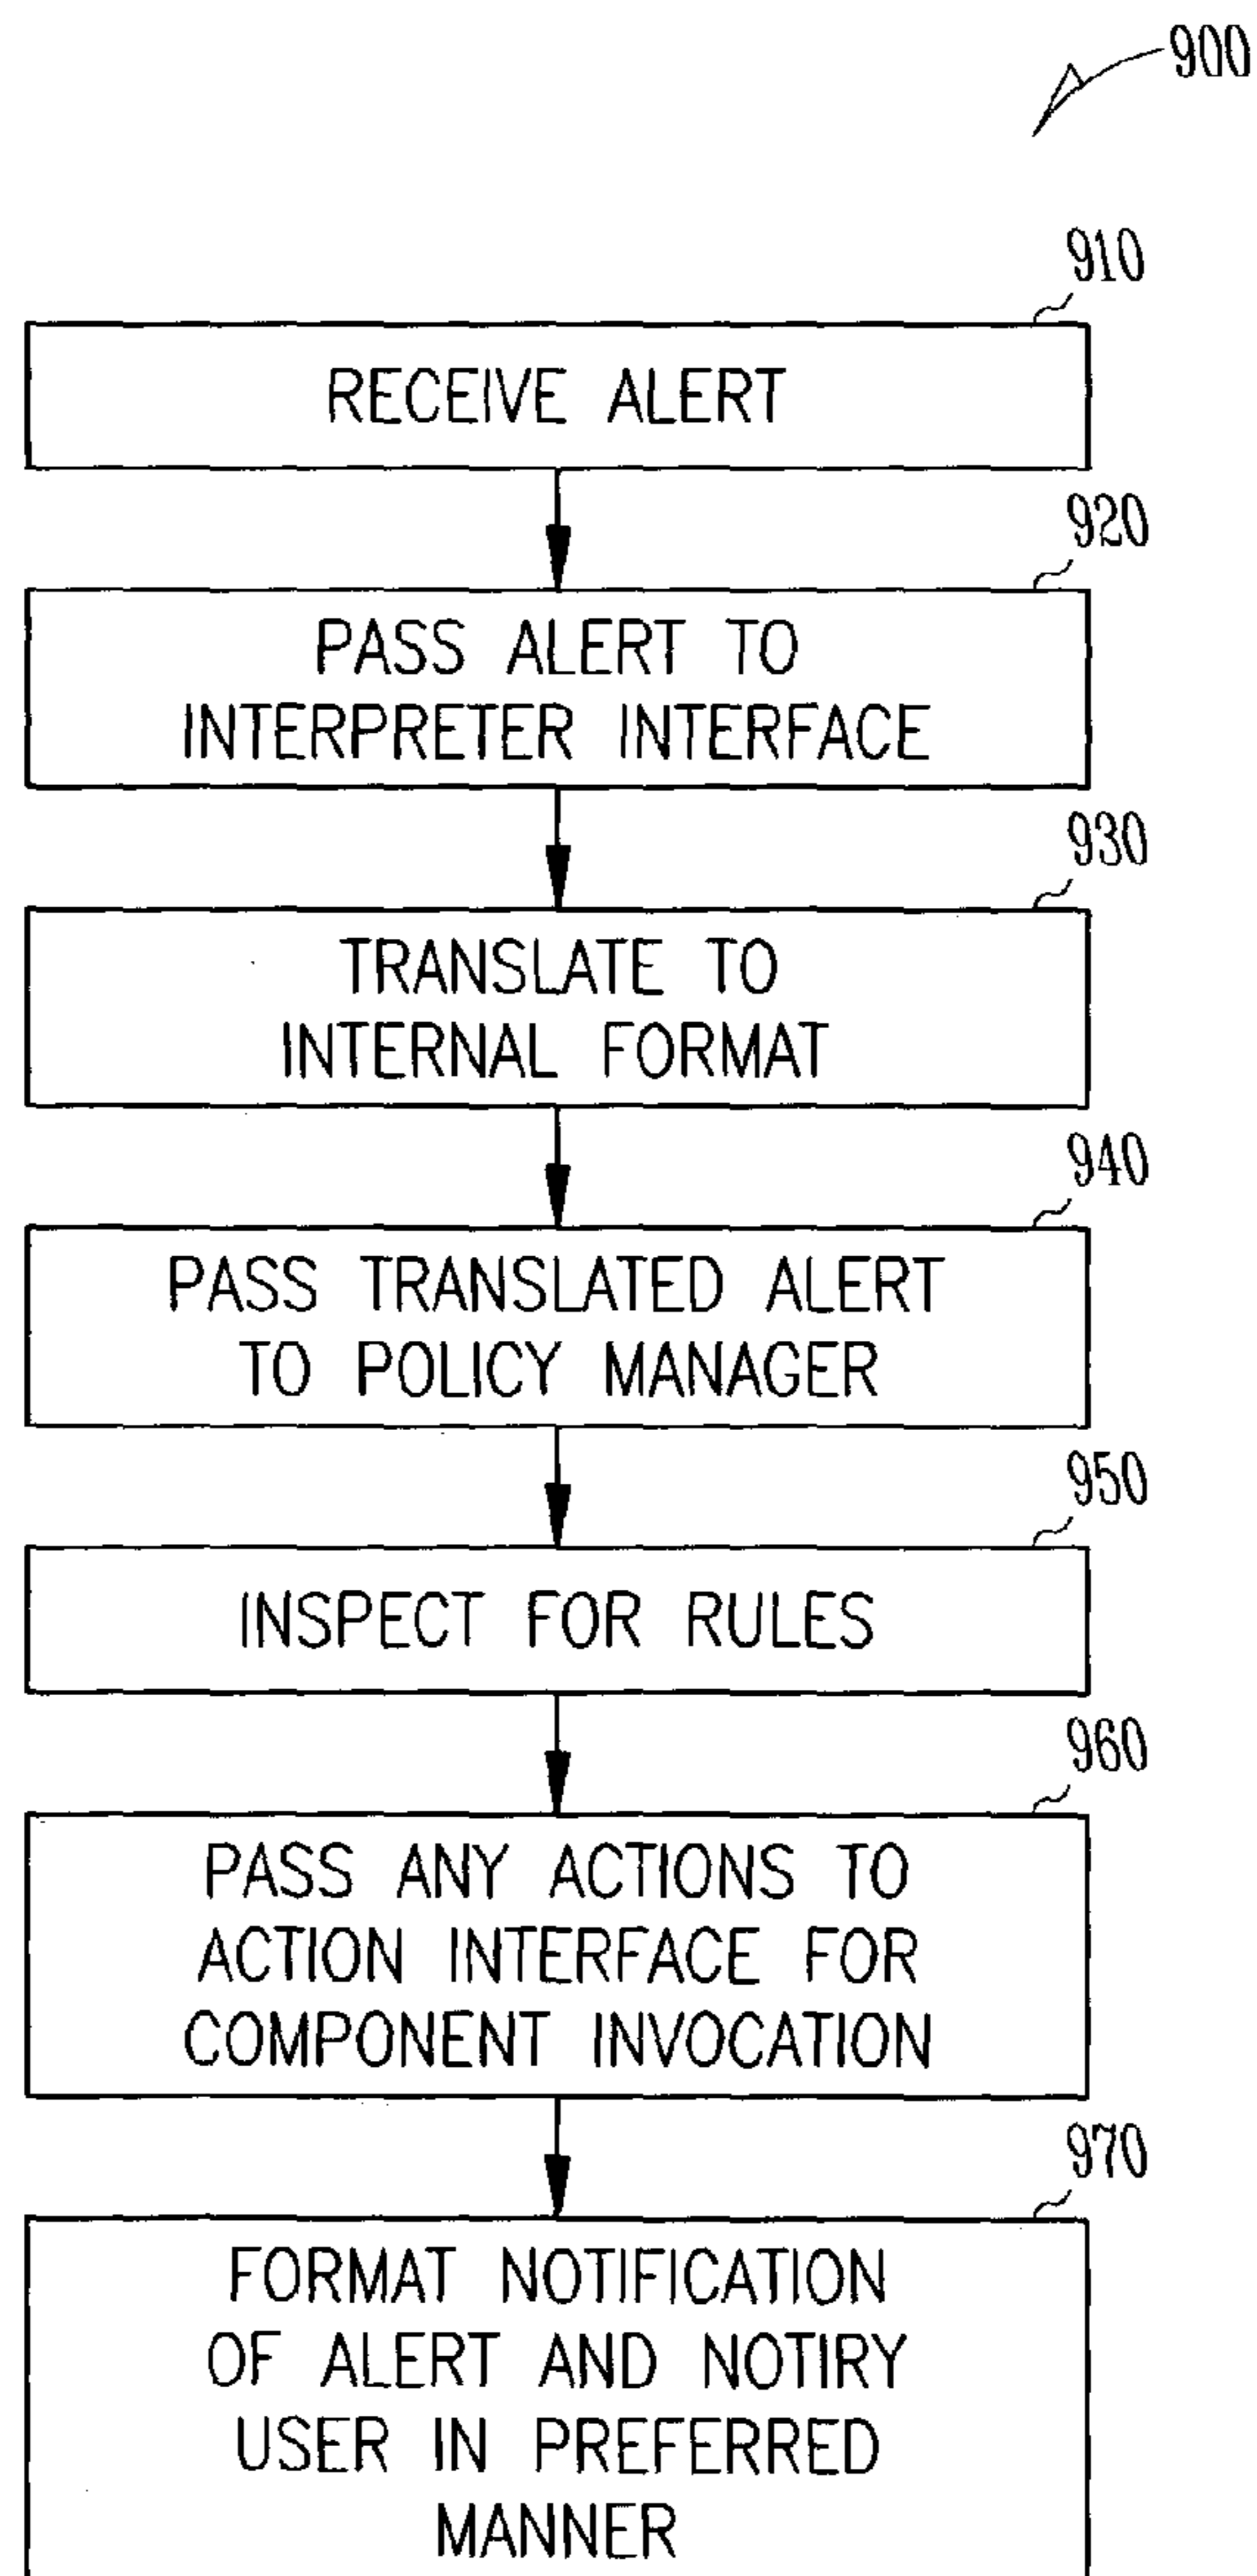 900
910
RECEIVE ALERT
920
PASS ALERT TO
INTERPRETER INTERFACE
930
TRANSLATE TO
INTERNAL FORMAT
940
PASS TRANSLATED ALERT
TO POLICY MANAGER
950
INSPECT FOR RULES
960
PASS ANY ACTIONS TO
ACTION INTERFACE FOR
COMPONENT INVOCATION
970
FORMAT NOTIFICATION
OF ALERT AND NOTIRY
USER IN PREFERRED
MANNER